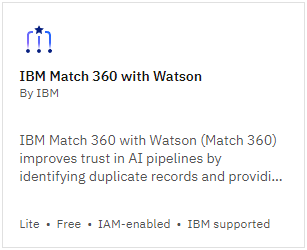 IBM Match 360 with Watson
By IBM
IBM Match 360 with Watson (Match 360)
improves trust in AI pipelines by
identifying duplicate records and providi...
Lite • Free • IAM-enabled • IBM supported